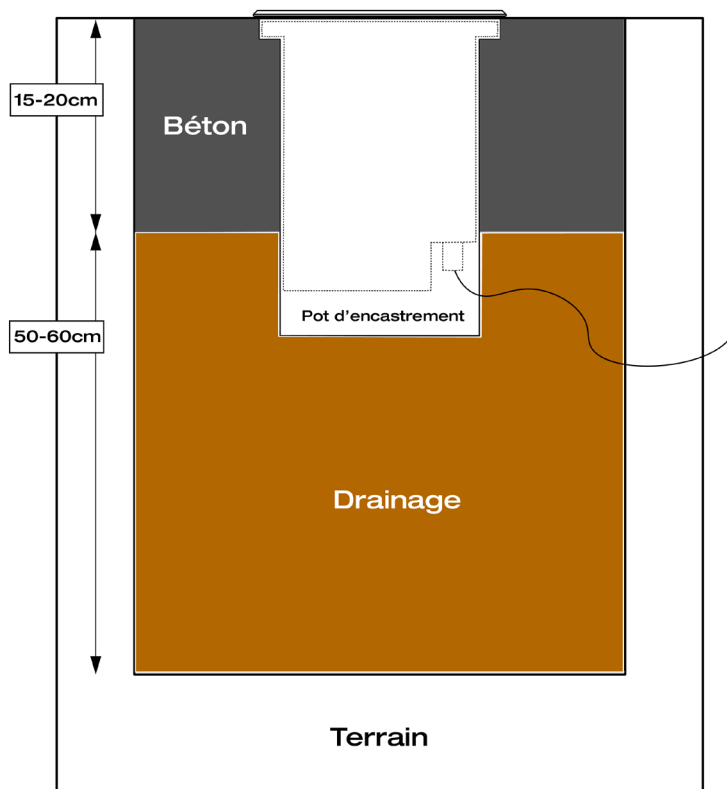 15-20cm
Béton
Pot d'encastrement
50-60cm
Drainage
Terrain